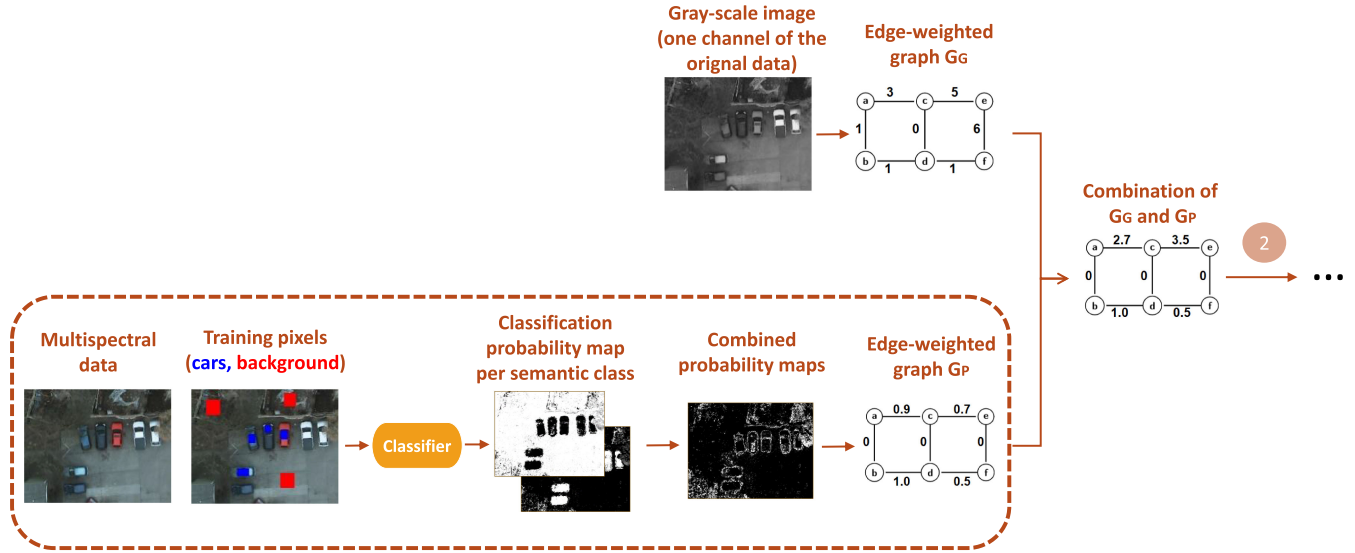 Gray-scale image
(one channel of the
orignal data)
Edge-weighted
graph GG
a 3 c 5 e
1 0 6
b d f
1 1
Combination of
GG and GP
a 2.7 c 3.5 e
0 0 0
b d f
1.0 0.5
2
...
Multispectral
data
Training pixels
(cars, background)
Classifier
Classification
probability map
per semantic class
Combined
probability maps
Edge-weighted
graph GP
a 0.9 c 0.7 e
0 0 0
b d f
1.0 0.5